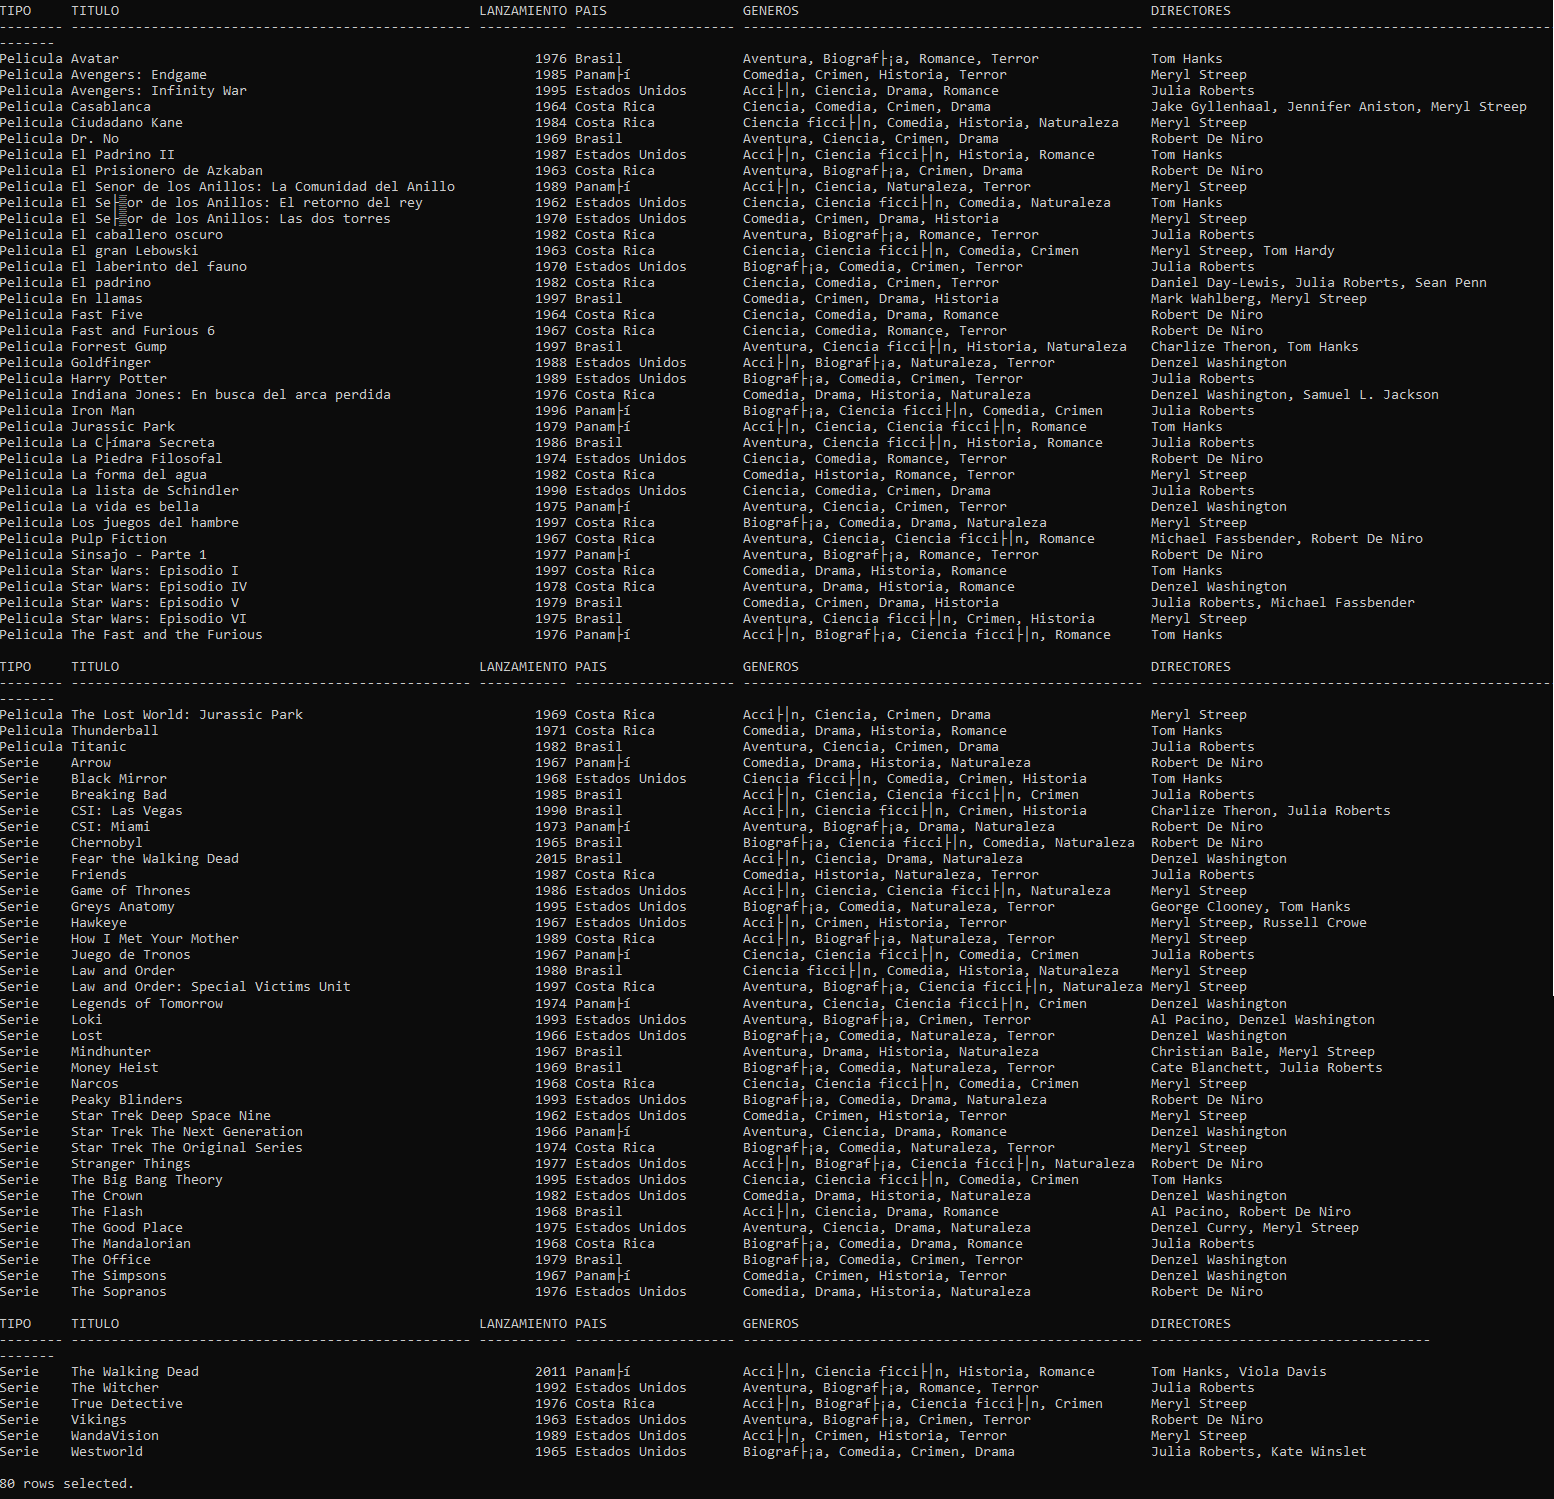 TIPO     TITULO                                             LANZAMIENTO PAIS                 GENEROS                                            DIRECTORES
-------- -------------------------------------------------- ----------- -------------------- -------------------------------------------------- --------------------------------------------------
-------
Pelicula Avatar 1976 Brasil Aventura, Biograf├¡a, Romance, Terror Tom Hanks
Pelicula Avengers: Endgame 1985 Panam├í Comedia, Crimen, Historia, Terror Meryl Streep
Pelicula Avengers: Infinity War 1995 Estados Unidos Acci├│n, Ciencia, Drama, Romance Julia Roberts
Pelicula Casablanca 1964 Costa Rica Ciencia, Comedia, Crimen, Drama Jake Gyllenhaal, Jennifer Aniston, Meryl Streep
Pelicula Ciudadano Kane 1984 Costa Rica Ciencia ficci├│n, Comedia, Historia, Naturaleza Meryl Streep
Pelicula Dr. No 1969 Brasil Aventura, Ciencia, Crimen, Drama Robert De Niro
Pelicula El Padrino II 1987 Estados Unidos Acci├│n, Ciencia ficci├│n, Historia, Romance Tom Hanks
Pelicula El Prisionero de Azkaban 1963 Costa Rica Aventura, Biograf├¡a, Crimen, Drama Robert De Niro
Pelicula El Senor de los Anillos: La Comunidad del Anillo 1989 Panam├í Acci├│n, Ciencia, Naturaleza, Terror Meryl Streep
Pelicula El Se├▒or de los Anillos: El retorno del rey 1962 Estados Unidos Ciencia ficci├│n, Comedia, Naturaleza Tom Hanks
Pelicula El Se├▒or de los Anillos: Las dos torres 1970 Estados Unidos Comedia, Crimen, Drama, Historia Meryl Streep
Pelicula El caballero oscuro 1982 Costa Rica Aventura, Biograf├¡a, Romance, Terror Julia Roberts
Pelicula El gran Lebowski 1963 Costa Rica Ciencia, Ciencia ficci├│n, Comedia, Crimen Meryl Streep, Tom Hardy
Pelicula El laberinto del fauno 1970 Estados Unidos Biograf├¡a, Comedia, Crimen, Terror Julia Roberts
Pelicula El padrino 1982 Costa Rica Ciencia, Comedia, Crimen, Terror Daniel Day-Lewis, Julia Roberts, Sean Penn
Pelicula En llamas 1997 Brasil Comedia, Crimen, Drama, Historia Mark Wahlberg, Meryl Streep
Pelicula Fast Five 1964 Costa Rica Ciencia, Comedia, Drama, Romance Robert De Niro
Pelicula Fast and Furious 6 1967 Costa Rica Ciencia, Comedia, Romance, Terror Robert De Niro
Pelicula Forrest Gump 1997 Brasil Aventura, Ciencia ficci├│n, Historia, Naturaleza Charlize Theron, Tom Hanks
Pelicula Goldfinger 1988 Estados Unidos Acci├│n, Biograf├¡a, Naturaleza, Terror Denzel Washington
Pelicula Harry Potter 1989 Estados Unidos Biograf├¡a, Comedia, Crimen, Terror Julia Roberts
Pelicula Indiana Jones: En busca del arca perdida 1976 Costa Rica Comedia, Drama, Historia, Naturaleza Denzel Washington, Samuel L. Jackson
Pelicula Iron Man 1996 Panam├í Biograf├¡a, Ciencia ficci├│n, Comedia, Crimen Julia Roberts
Pelicula Jurassic Park 1979 Panam├í Acci├│n, Ciencia, Ciencia ficci├│n, Romance Tom Hanks
Pelicula La C├ímara Secreta 1986 Brasil Aventura, Ciencia ficci├│n, Historia, Romance Julia Roberts
Pelicula La Piedra Filosofal 1974 Estados Unidos Ciencia, Comedia, Romance, Terror Robert De Niro
Pelicula La forma del agua 1982 Costa Rica Comedia, Historia, Romance, Terror Meryl Streep
Pelicula La lista de Schindler 1990 Estados Unidos Ciencia, Comedia, Crimen, Drama Julia Roberts
Pelicula La vida es bella 1975 Panam├í Aventura, Ciencia, Crimen, Terror Denzel Washington
Pelicula Los juegos del hambre 1997 Costa Rica Biograf├¡a, Comedia, Drama, Naturaleza Meryl Streep
Pelicula Pulp Fiction 1967 Costa Rica Aventura, Ciencia, Ciencia ficci├│n, Romance Michael Fassbender, Robert De Niro
Pelicula Sinsajo - Parte 1 1977 Panam├í Aventura, Biograf├¡a, Romance, Terror Robert De Niro
Pelicula Star Wars: Episodio I 1997 Costa Rica Comedia, Drama, Historia, Romance Tom Hanks
Pelicula Star Wars: Episodio IV 1978 Costa Rica Aventura, Drama, Historia, Romance Denzel Washington
Pelicula Star Wars: Episodio V 1979 Brasil Comedia, Crimen, Drama, Historia Julia Roberts, Michael Fassbender
Pelicula Star Wars: Episodio VI 1975 Brasil Aventura, Ciencia ficci├│n, Crimen, Historia Meryl Streep
Pelicula The Fast and the Furious 1976 Panam├í Acci├│n, Biograf├¡a, Ciencia ficci├│n, Romance Tom Hanks
TIPO     TITULO                                             LANZAMIENTO PAIS                 GENEROS                                            DIRECTORES
-------- -------------------------------------------------- ----------- -------------------- -------------------------------------------------- --------------------------------------------------
-------
Pelicula The Lost World: Jurassic Park 1969 Costa Rica Acci├│n, Ciencia, Crimen, Drama Meryl Streep
Pelicula Thunderball 1971 Costa Rica Comedia, Drama, Historia, Romance Tom Hanks
Pelicula Titanic 1982 Brasil Aventura, Ciencia, Crimen, Drama Julia Roberts
Serie Arrow 1967 Panam├í Comedia, Drama, Historia, Naturaleza Robert De Niro
Serie Black Mirror 1968 Estados Unidos Ciencia ficci├│n, Comedia, Crimen, Historia Tom Hanks
Serie Breaking Bad 1985 Brasil Acci├│n, Ciencia, Ciencia ficci├│n, Crimen Julia Roberts
Serie CSI: Las Vegas 1990 Brasil Acci├│n, Ciencia ficci├│n, Crimen, Historia Charlize Theron, Julia Roberts
Serie CSI: Miami 1973 Panam├í Aventura, Biograf├¡a, Drama, Naturaleza Robert De Niro
Serie Chernobyl 1965 Brasil Biograf├¡a, Ciencia ficci├│n, Comedia, Naturaleza Robert De Niro
Serie Fear the Walking Dead 2015 Brasil Acci├│n, Ciencia, Drama, Naturaleza Denzel Washington
Serie Friends 1987 Costa Rica Comedia, Historia, Naturaleza, Terror Julia Roberts
Serie Game of Thrones 1986 Estados Unidos Acci├│n, Ciencia, Ciencia ficci├│n, Naturaleza Meryl Streep
Serie Greys Anatomy 1995 Estados Unidos Biograf├¡a, Comedia, Naturaleza, Terror George Clooney, Tom Hanks
Serie Hawkeye 1967 Estados Unidos Acci├│n, Crimen, Historia, Terror Meryl Streep, Russell Crowe
Serie How I Met Your Mother 1989 Costa Rica Acci├│n, Biograf├¡a, Naturaleza, Terror Meryl Streep
Serie Juego de Tronos 1967 Panam├í Ciencia, Ciencia ficci├│n, Comedia, Crimen Julia Roberts
Serie Law and Order 1980 Brasil Ciencia ficci├│n, Comedia, Historia, Naturaleza Meryl Streep
Serie Law and Order: Special Victims Unit 1997 Costa Rica Aventura, Biograf├¡a, Ciencia ficci├│n, Naturaleza Meryl Streep
Serie Legends of Tomorrow 1974 Panam├í Aventura, Ciencia, Ciencia ficci├│n, Crimen Denzel Washington
Serie Loki 1993 Estados Unidos Aventura, Biograf├¡a, Crimen, Terror Al Pacino, Denzel Washington
Serie Lost 1966 Estados Unidos Biograf├¡a, Comedia, Naturaleza, Terror Denzel Washington
Serie Mindhunter 1967 Brasil Aventura, Drama, Historia, Naturaleza Christian Bale, Meryl Streep
Serie Money Heist 1969 Brasil Biograf├¡a, Comedia, Naturaleza, Terror Cate Blanchett, Julia Roberts
Serie Narcos 1968 Costa Rica Ciencia, Ciencia ficci├│n, Comedia, Crimen Meryl Streep
Serie Peaky Blinders 1993 Estados Unidos Biograf├¡a, Comedia, Drama, Naturaleza Robert De Niro
Serie Star Trek Deep Space Nine 1962 Estados Unidos Comedia, Crimen, Historia, Terror Meryl Streep
Serie Star Trek The Next Generation 1966 Panam├í Aventura, Ciencia, Drama, Romance Denzel Washington
Serie Star Trek The Original Series 1974 Costa Rica Biograf├¡a, Comedia, Naturaleza, Terror Meryl Streep
Serie Stranger Things 1977 Estados Unidos Acci├│n, Biograf├¡a, Ciencia ficci├│n, Naturaleza Robert De Niro
Serie The Big Bang Theory 1995 Estados Unidos Ciencia, Ciencia ficci├│n, Comedia, Crimen Tom Hanks
Serie The Crown 1982 Estados Unidos Comedia, Drama, Historia, Naturaleza Denzel Washington
Serie The Flash 1968 Brasil Acci├│n, Ciencia, Drama, Romance Al Pacino, Robert De Niro
Serie The Good Place 1975 Estados Unidos Aventura, Ciencia, Drama, Naturaleza Denzel Curry, Meryl Streep
Serie The Mandalorian 1968 Costa Rica Biograf├¡a, Comedia, Drama, Romance Julia Roberts
Serie The Office 1979 Brasil Biograf├¡a, Comedia, Crimen, Terror Denzel Washington
Serie The Simpsons 1967 Panam├í Comedia, Crimen, Historia, Terror Denzel Washington
Serie The Sopranos 1976 Estados Unidos Comedia, Drama, Historia, Naturaleza Robert De Niro
TIPO     TITULO                                             LANZAMIENTO PAIS                 GENEROS                                            DIRECTORES
-------- -------------------------------------------------- ----------- -------------------- -------------------------------------------------- -----------------------------------
-------
Serie The Walking Dead 2011 Panam├í Acci├│n, Ciencia ficci├│n, Historia, Romance Tom Hanks, Viola Davis
Serie The Witcher 1992 Estados Unidos Aventura, Biograf├¡a, Romance, Terror Julia Roberts
Serie True Detective 1976 Costa Rica Acci├│n, Biograf├¡a, Ciencia ficci├│n, Crimen Meryl Streep
Serie Vikings 1963 Estados Unidos Aventura, Biograf├¡a, Crimen, Terror Robert De Niro
Serie WandaVision 1989 Estados Unidos Acci├│n, Crimen, Historia, Terror Meryl Streep
Serie Westworld 1965 Estados Unidos Biograf├¡a, Comedia, Crimen, Drama Julia Roberts, Kate Winslet
80 rows selected.